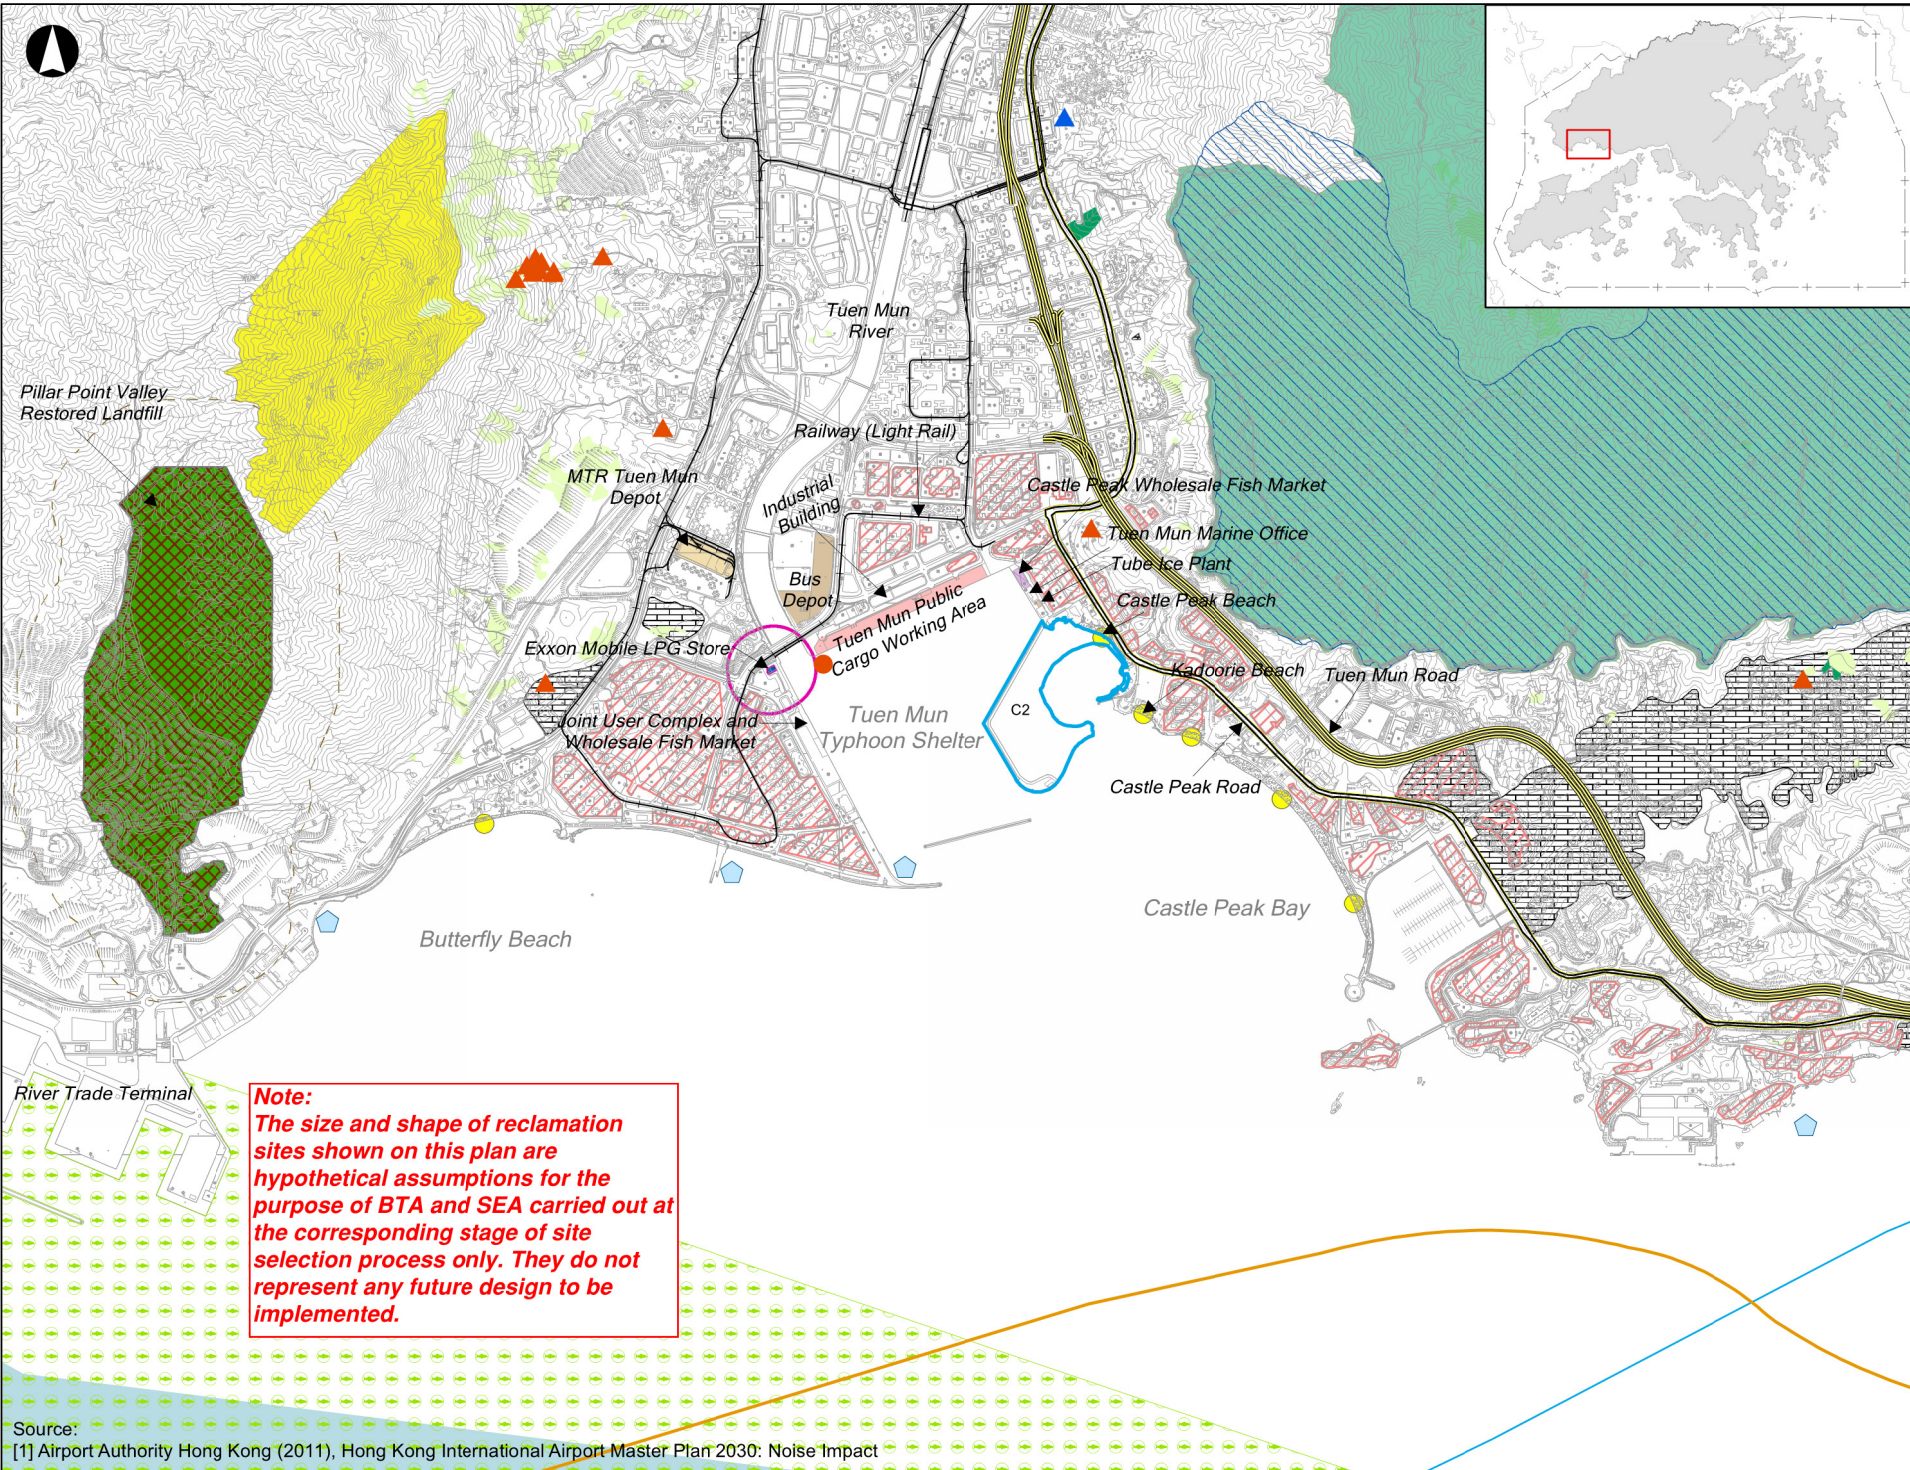 Tuen Mun
River
Pillar Point Valley
Restored Landfill
Railway (Light Rail)
MTR Tuen Mun
Depot
Industrial
Building
Castle Peak Wholesale Fish Market
Tuen Mun Marine Office
Tube Ice Plant
Bus
Depot
Castle Peak Beach
Tuen Mun Public
Cargo Working Area
Exxon Mobile LPG Store
Kadoorie Beach
Tuen Mun Road
C2
Joint User Complex and
Wholesale Fish Market
Tuen Mun
Typhoon Shelter
Castle Peak Road
Castle Peak Bay
Butterfly Beach
River Trade Terminal
Note:
The size and shape of reclamation
sites shown on this plan are
hypothetical assumptions for the
purpose of BTA and SEA carried out at
the corresponding stage of site
selection process only. They do not
represent any future design to be
implemented.
Source:
[1] Airport Authority Hong Kong (2011), Hong Kong International Airport Master Plan 2030: Noise Impact